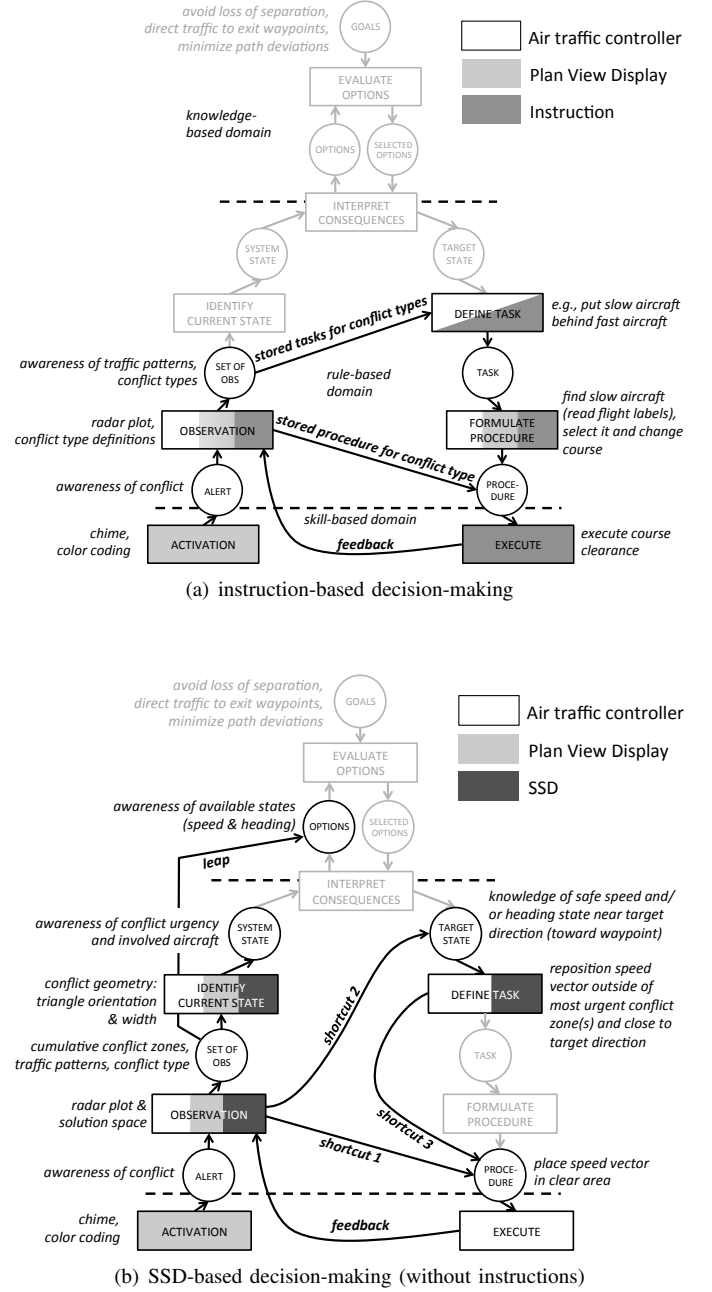 avoid loss of separation,
direct traffic to exit waypoints,
minimize path deviations
GOALS
Air traffic controller
Plan View Display
Instruction
EVALUATE
OPTIONS
knowledge-
based domain
OPTIONS
SELECTED
OPTIONS
INTERPRET
CONSEQUENCES
SYSTEM
STATE
TARGET
STATE
IDENTIFY
CURRENT STATE
stored tasks for conflict types
DEFINE TASK
e.g., put slow aircraft
behind fast aircraft
awareness of traffic patterns,
conflict types
SET OF
OBS
rule-based
domain
TASK
radar plot,
conflict type definitions
OBSERVATION
stored procedure for conflict type
FORMULATE
PROCEDURE
find slow aircraft
(read flight labels),
select it and change
course
awareness of conflict
ALERT
PROCE-
DURE
skill-based domain
chime,
color coding
ACTIVATION
feedback
EXECUTE
execute course
clearance
(a) instruction-based decision-making
avoid loss of separation,
direct traffic to exit waypoints,
minimize path deviations
GOALS
Air traffic controller
Plan View Display
SSD
EVALUATE
OPTIONS
awareness of available states
(speed & heading)
OPTIONS
SELECTED
OPTIONS
leap
INTERPRET
CONSEQUENCES
awareness of conflict urgency
and involved aircraft
SYSTEM
STATE
TARGET
STATE
knowledge of safe speed and/
or heading state near target
direction (toward waypoint)
conflict geometry:
triangle orientation
& width
IDENTIFY
CURRENT STATE
shortcut 2
DEFINE TASK
reposition speed
vector outside of
most urgent conflict
zone(s) and close to
target direction
cumulative conflict zones,
traffic patterns, conflict type
SET OF
OBS
TASK
radar plot &
solution space
OBSERVATION
shortcut 1
shortcut 3
FORMULATE
PROCEDURE
awareness of conflict
ALERT
PROCE-
DURE
place speed vector
in clear area
chime,
color coding
ACTIVATION
feedback
EXECUTE
(b) SSD-based decision-making (without instructions)